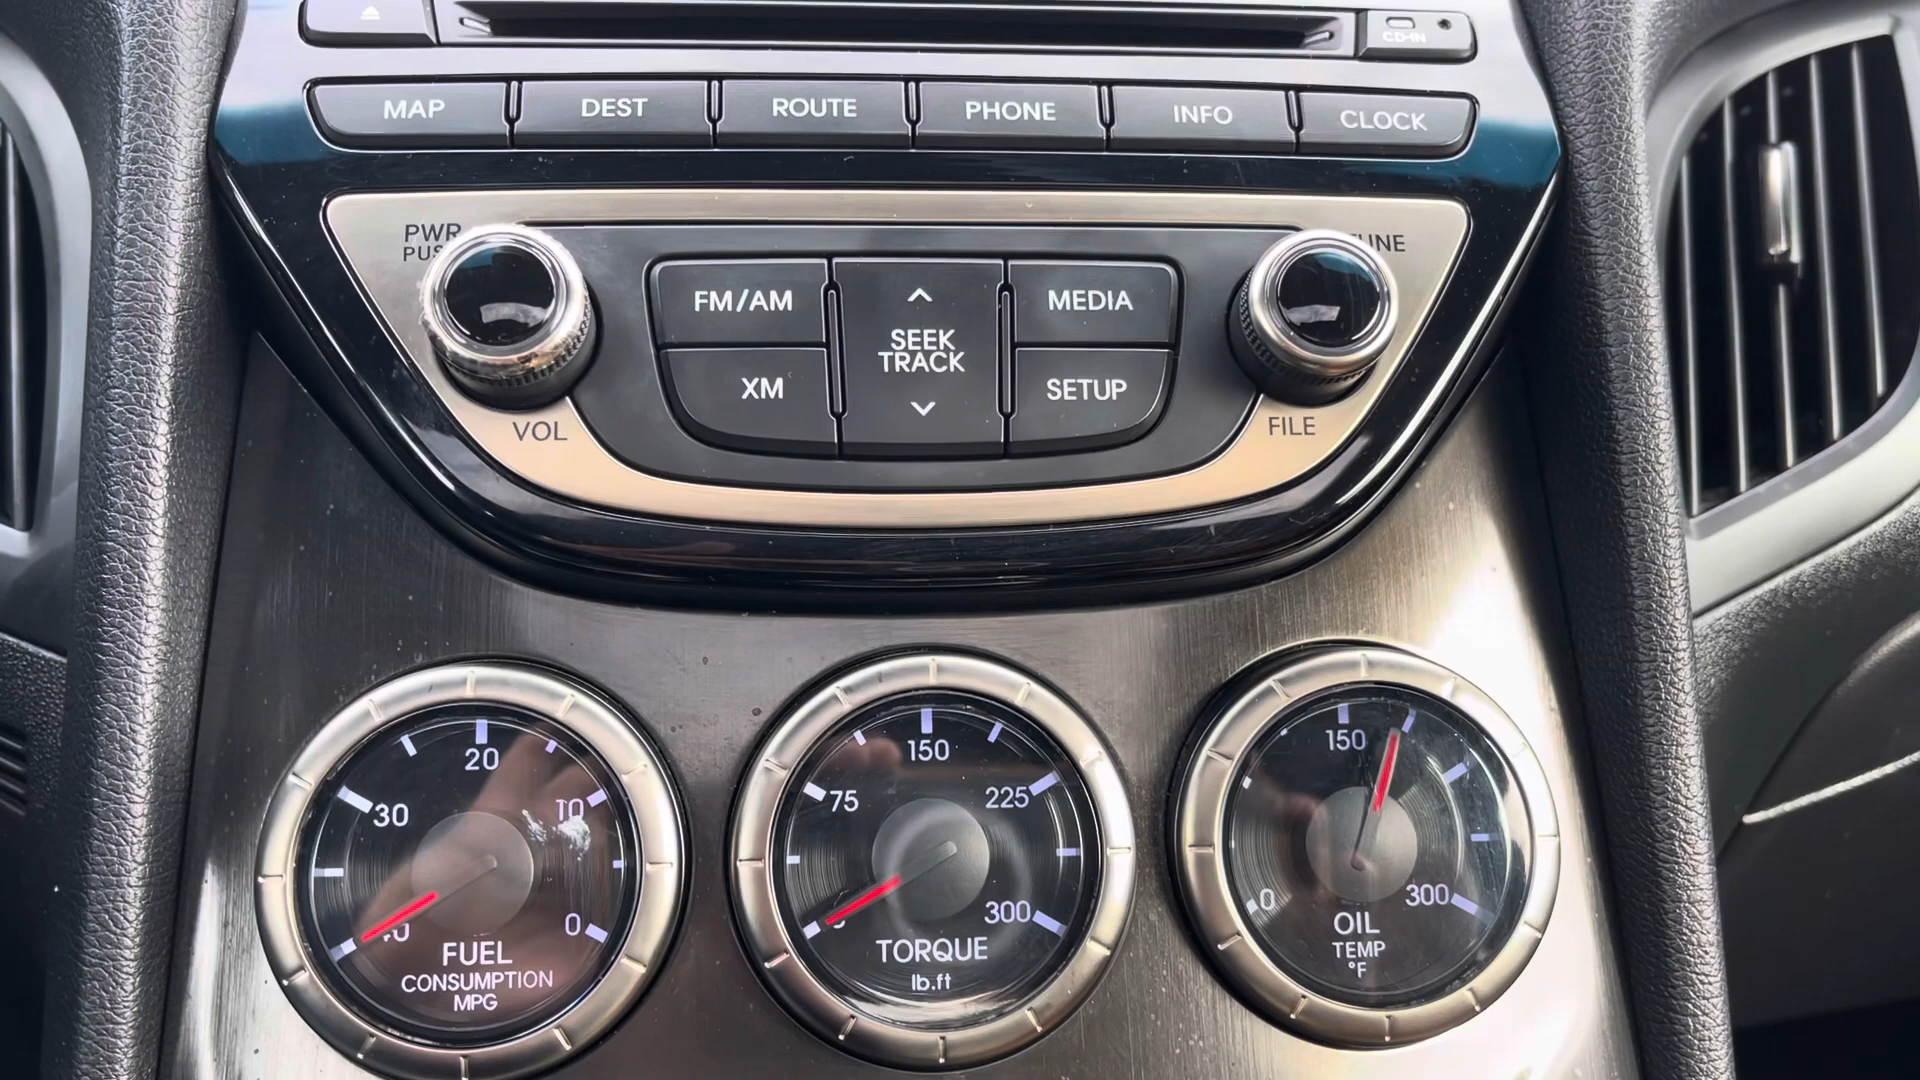 CD-IN
MAP DEST ROUTE PHONE INFO CLOCK
PWR
FM/AM MEDIA
SEEK
TRACK
XM SETUP
VOL FILE
20
30 10
0
FUEL
CONSUMPTION
MPG
150
75 225
300
TORQUE
lb.ft
150
0 300
OIL
TEMP
°F